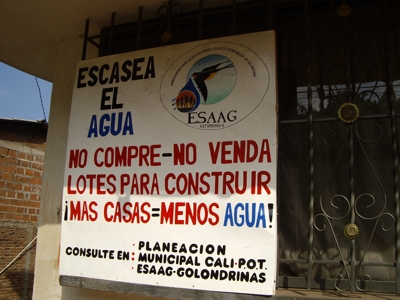 ESCASEA
EL
AGUA
ESAAG
NO COMPRE-NO VENDA
LOTES PARA CONSTRUIR
¡MAS CASAS=MENOS AGUA!
CONSULTE EN: PLANEACION
MUNICIPAL CALI-POT.
ESAAG-GOLONDRINAS